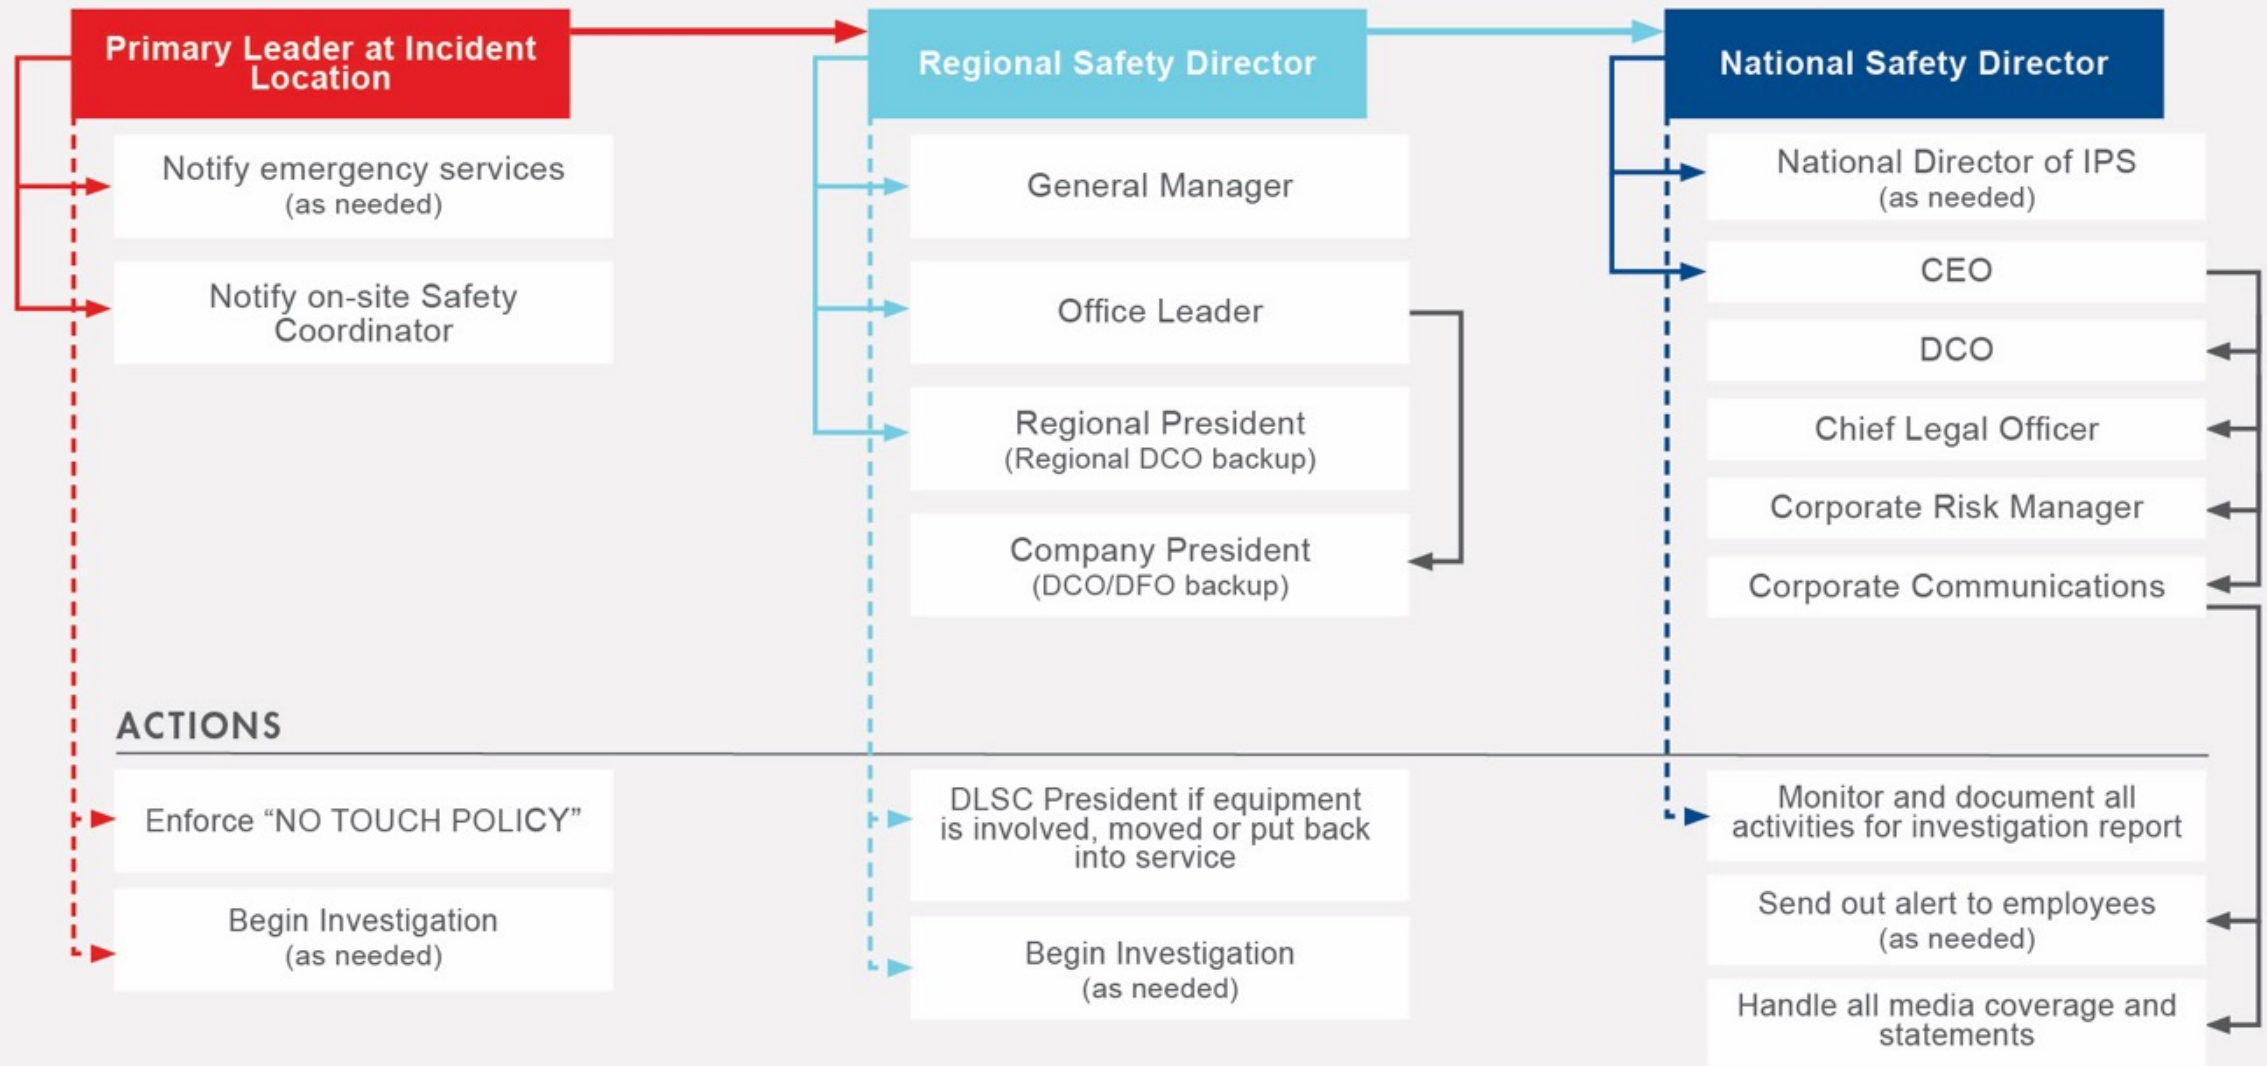 Primary Leader at Incident
Location
Notify emergency services
(as needed)
Notify on-site Safety
Coordinator
Regional Safety Director
General Manager
Office Leader
Regional President
(Regional DCO backup)
Company President
(DCO/DFO backup)
National Safety Director
National Director of IPS
(as needed)
CEO
DCO
Chief Legal Officer
Corporate Risk Manager
Corporate Communications
ACTIONS
Enforce “NO TOUCH POLICY”
Begin Investigation
(as needed)
DLSC President if equipment
is involved, moved or put back
into service
Begin Investigation
(as needed)
Monitor and document all
activities for investigation report
Send out alert to employees
(as needed)
Handle all media coverage and
statements